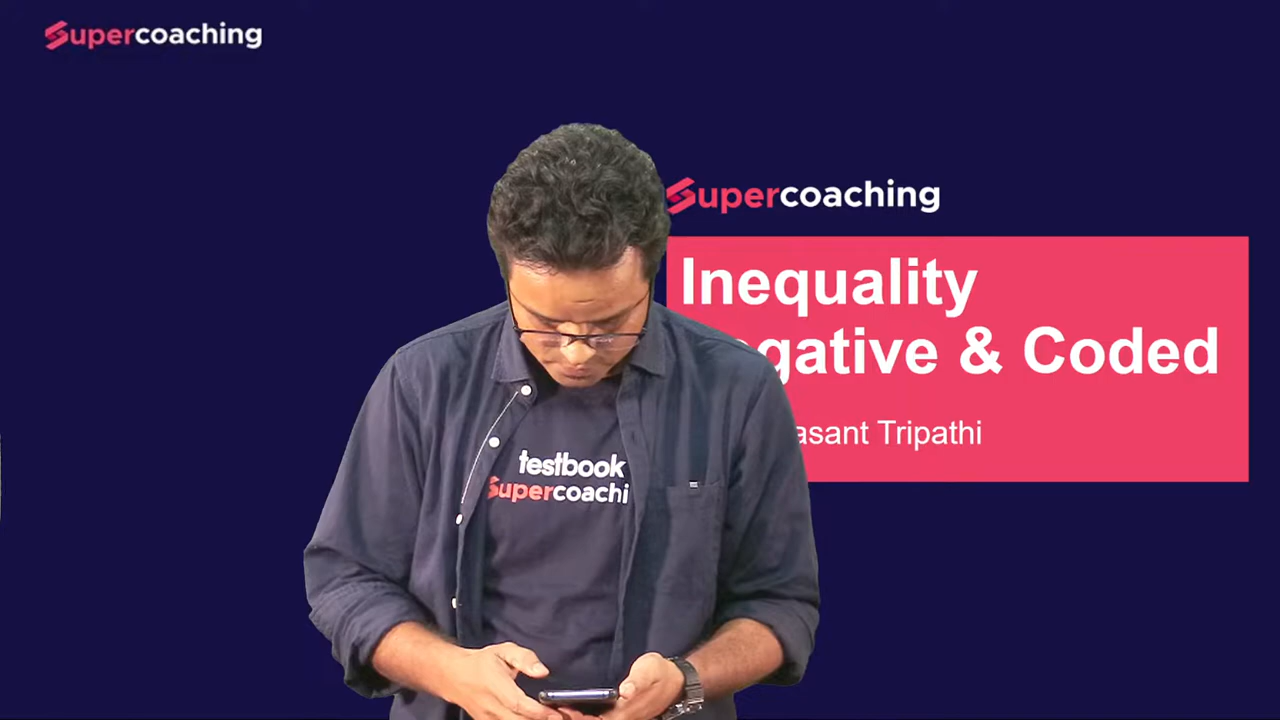 Supercoaching
Supercoaching
Inequality
gative & Coded
asant Tripathi
testbook
Supercoachi